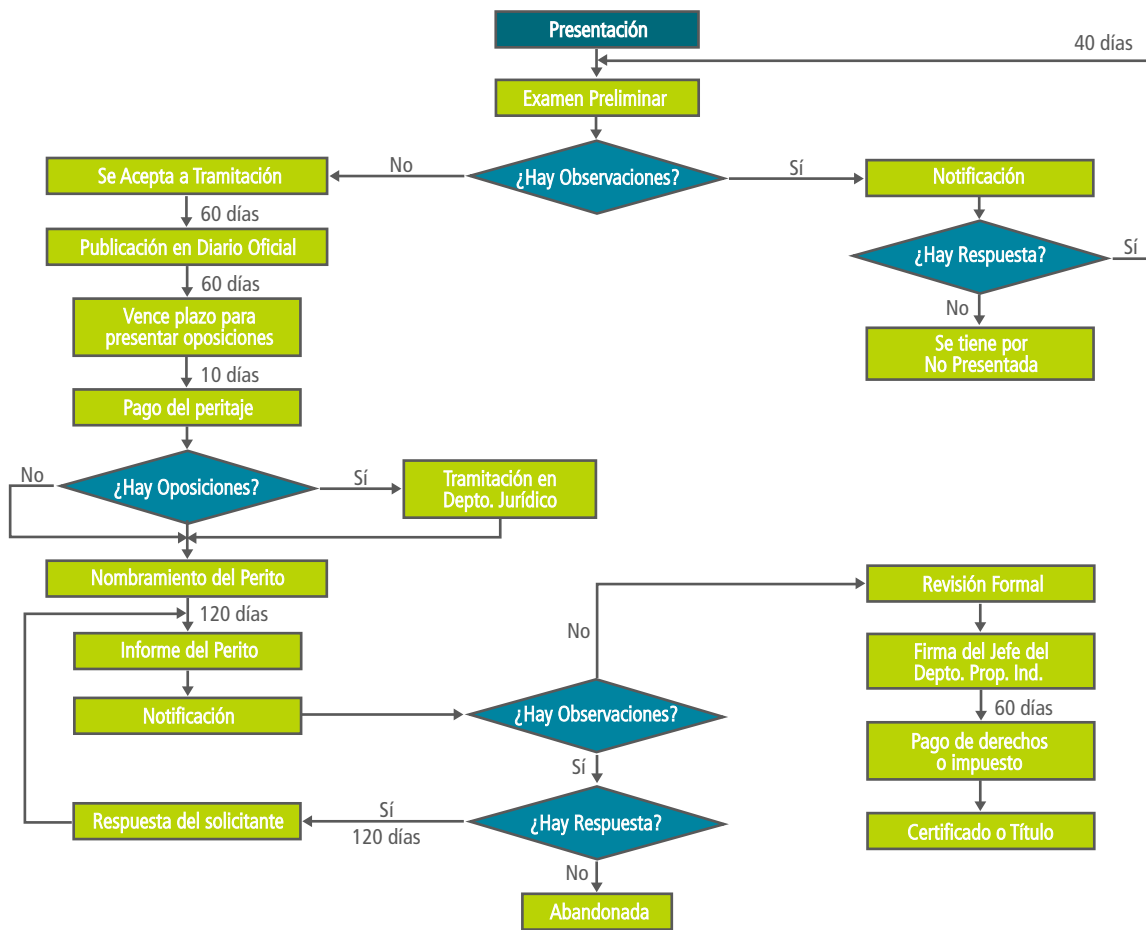 Presentación
40 días
Examen Preliminar
¿Hay Observaciones?
No
Sí
Se Acepta a Tramitación
Notificación
60 días
Publicación en Diario Oficial
¿Hay Respuesta?
Sí
60 días
No
Vence plazo para
presentar oposiciones
Se tiene por
No Presentada
10 días
Pago del peritaje
¿Hay Oposiciones?
No
Sí
Tramitación en
Depto. Jurídico
Nombramiento del Perito
120 días
Informe del Perito
Notificación
¿Hay Observaciones?
No
Revisión Formal
Firma del Jefe del
Depto. Prop. Ind.
60 días
Pago de derechos
o impuesto
Certificado o Título
Sí
¿Hay Respuesta?
Sí
120 días
Respuesta del solicitante
No
Abandonada